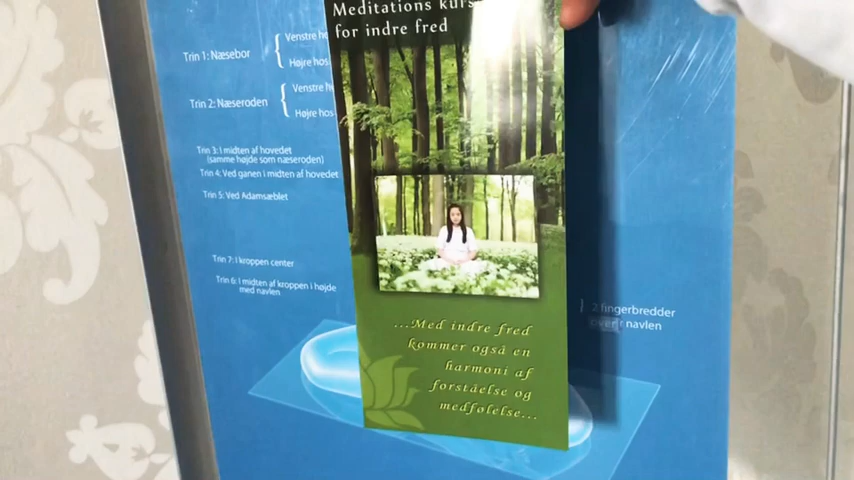 Meditations kurs
for indre fred
...Med indre fred
kommer også en
harmoni af
forståelse og
medfølelse...
Trin 1: Næsebor
Venstre
Højre
Trin 2: Næseroden
Venstre
Højre hos
Trin 3: I midten af hovedet
(samme højde som næseroden)
Trin 4: Ved ganen i midten af hovedet
Trin 5: Ved Adamsæblet
Trin 7: I kroppen center
Trin 6: I midten af kroppen i højde
med navlen
2 fingerbredder
over navlen